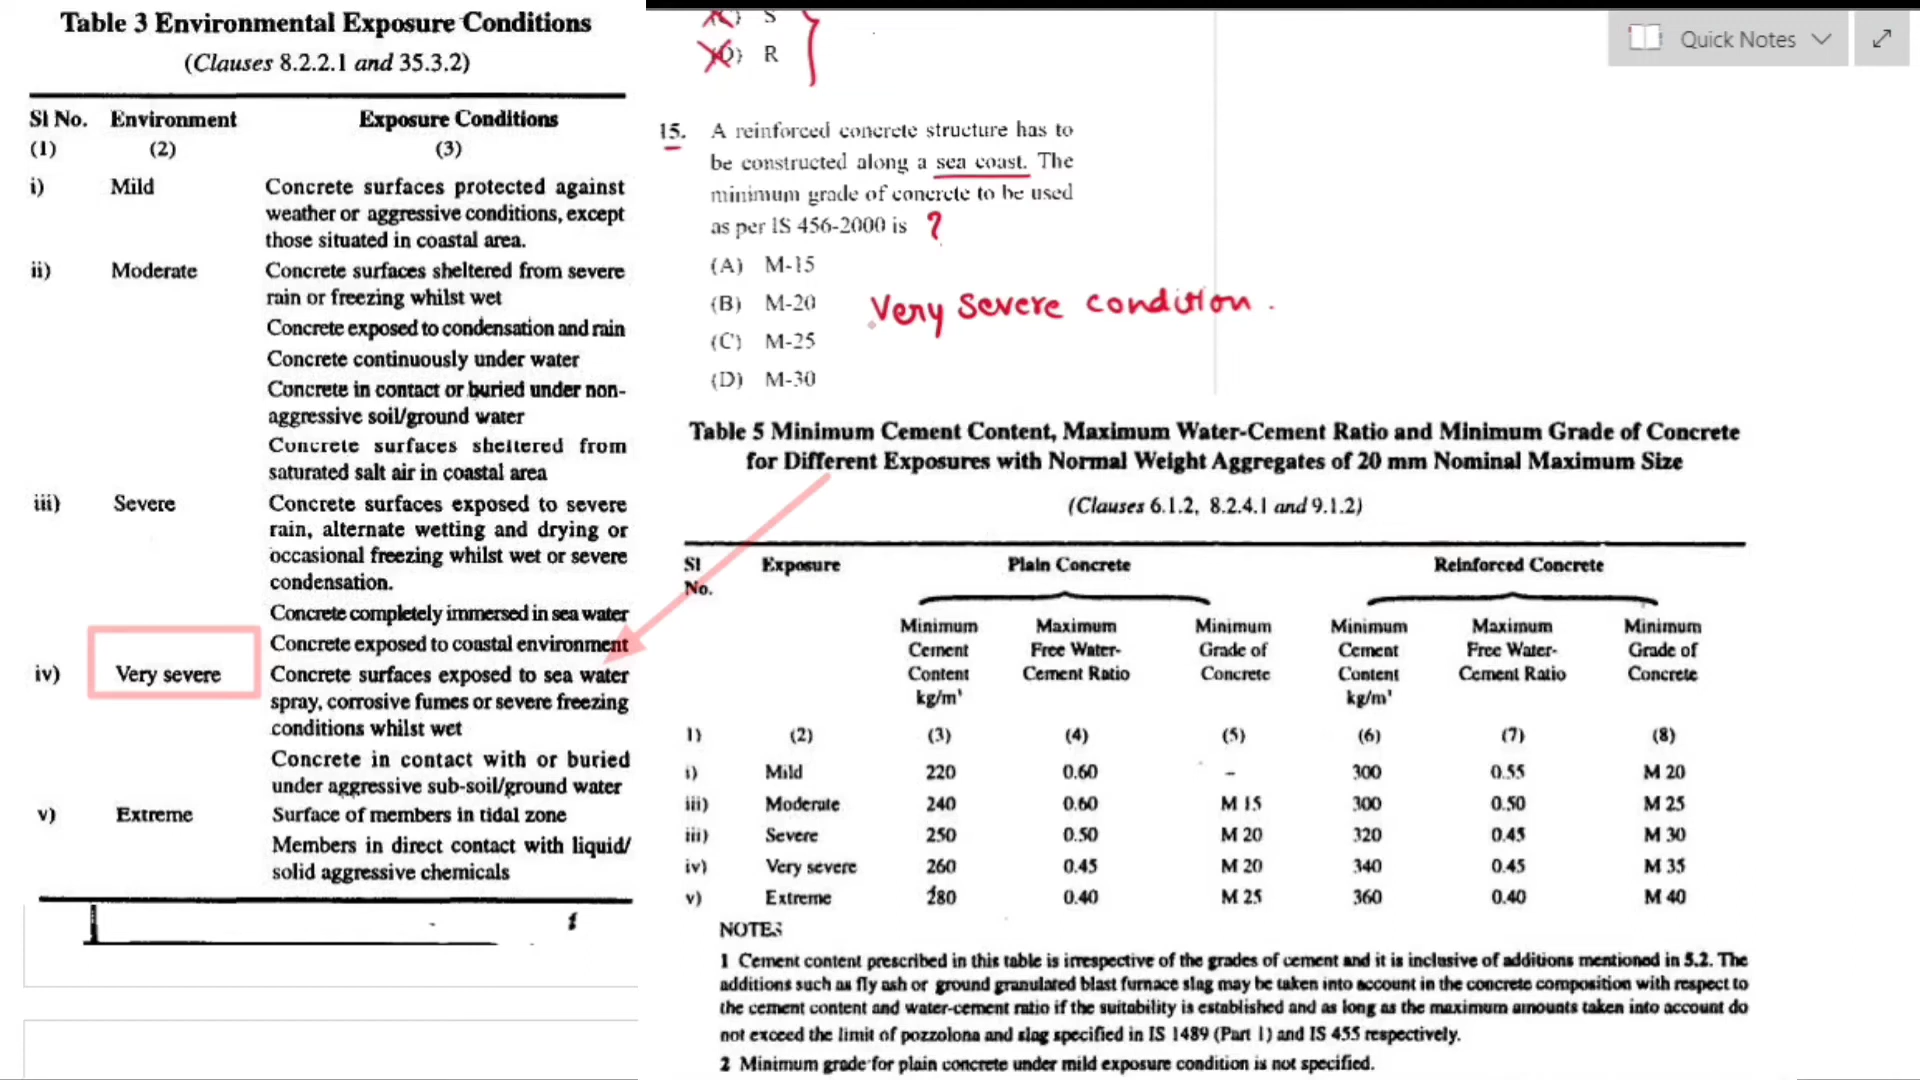 Table 3 Environmental Exposure Conditions
(Clauses 8.2.2.1 and 35.3.2)
Sl No. Environment Exposure Conditions
(1) (2) (3)
i) Mild Concrete surfaces protected against
weather or aggressive conditions, except
those situated in coastal area.
ii) Moderate Concrete surfaces sheltered from severe
rain or freezing whilst wet
Concrete exposed to condensation and rain
Concrete continuously under water
Concrete in contact or buried under non-
aggressive soil/ground water
Concrete surfaces sheltered from
saturated salt air in coastal area
iii) Severe Concrete surfaces exposed to severe
rain, alternate wetting and drying or
occasional freezing whilst wet or severe
condensation.
Concrete completely immersed in sea water
Concrete exposed to coastal environment
iv) Very severe Concrete surfaces exposed to sea water
spray, corrosive fumes or severe freezing
conditions whilst wet
Concrete in contact with or buried
under aggressive sub-soil/ground water
v) Extreme Surface of members in tidal zone
Members in direct contact with liquid/
solid aggressive chemicals
S
R
Quick Notes
15. A reinforced concrete structure has to
be constructed along a sea coast. The
minimum grade of concrete to be used
as per IS 456-2000 is ?
(A) M-15
(B) M-20
(C) M-25
(D) M-30
Very Severe condition.
Table 5 Minimum Cement Content, Maximum Water-Cement Ratio and Minimum Grade of Concrete
for Different Exposures with Normal Weight Aggregates of 20 mm Nominal Maximum Size
(Clauses 6.1.2, 8.2.4.1 and 9.1.2)
Sl No. Exposure Plain Concrete Reinforced Concrete
Minimum Maximum Minimum Minimum Maximum Minimum
Cement Free Water- Grade of Cement Free Water- Grade of
Content Cement Ratio Concrete Content Cement Ratio Concrete
kg/m³ kg/m³
1) (2) (3) (4) (5) (6) (7) (8)
i) Mild 220 0.60 – 300 0.55 M 20
iii) Moderate 240 0.60 M 15 300 0.50 M 25
iii) Severe 250 0.50 M 20 320 0.45 M 30
iv) Very severe 260 0.45 M 20 340 0.45 M 35
v) Extreme 280 0.40 M 25 360 0.40 M 40
NOTES
1 Cement content prescribed in this table is irrespective of the grades of cement and it is inclusive of additions mentioned in 5.2. The
additions such as fly ash or ground granulated blast furnace slag may be taken into account in the concrete composition with respect to
the cement content and water-cement ratio if the suitability is established and as long as the maximum amounts taken into account do
not exceed the limit of pozzolona and slag specified in IS 1489 (Part 1) and IS 455 respectively.
2 Minimum grade for plain concrete under mild exposure condition is not specified.